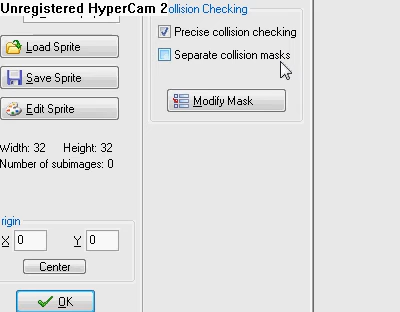 Unregistered HyperCam 2
ollision Checking
Load Sprite
Precise collision checking
Save Sprite
Separate collision masks
Edit Sprite
Modify Mask
Width: 32 Height: 32
Number of subimages: 0
rigin
X 0 Y 0
Center
OK